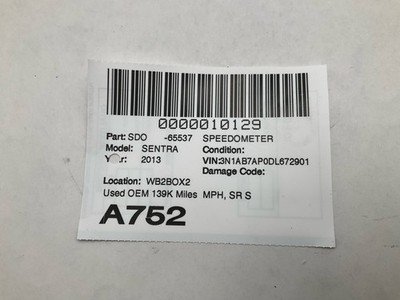 0000010129
Part: SDO -65537 SPEEDOMETER
Model: SENTRA Condition:
Year: 2013 VIN:3N1AB7AP0DL672901
Damage Code:
Location: WB2BOX2
Used OEM 139K Miles MPH, SR S
A752